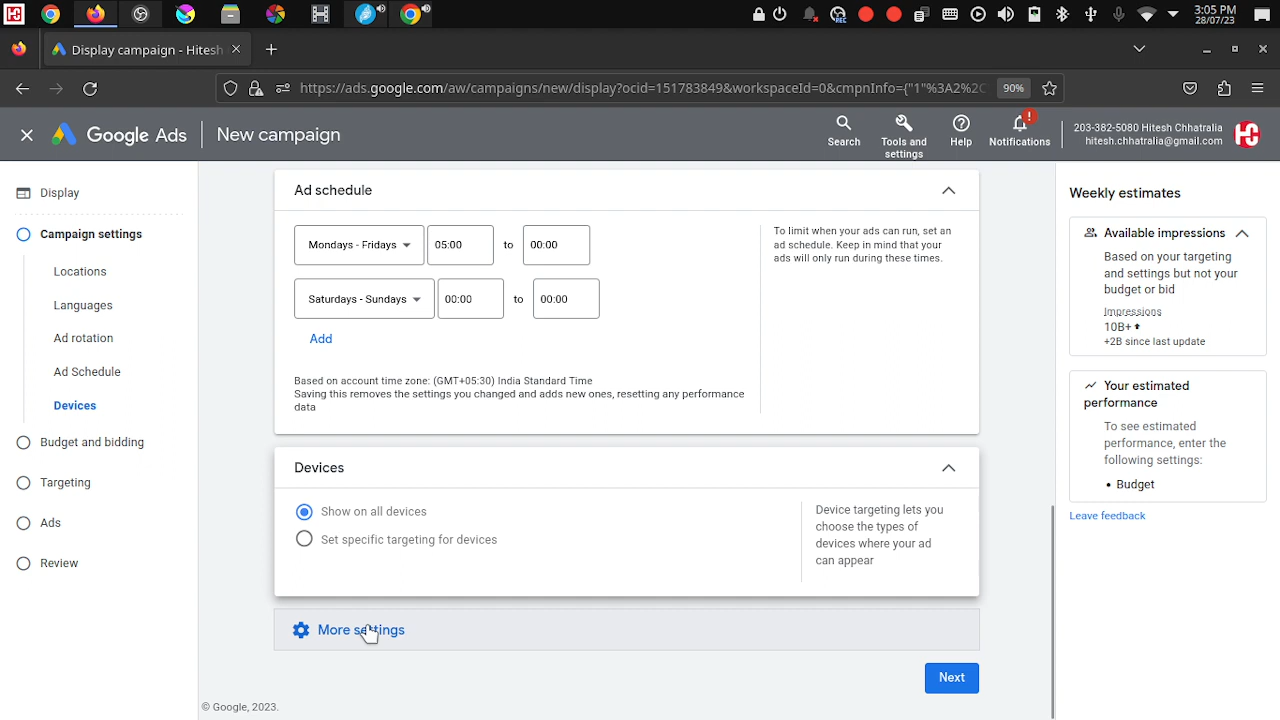 REC
3:05 PM
28/07/23
Display campaign - Hitesh
https://ads.google.com/aw/campaigns/new/display?ocid=151783849&workspaceId=0&cmpnInfo={"1"%3A2%2C
90%
Google Ads
New campaign
Search
Tools and
settings
Help
!
Notifications
203-382-5080 Hitesh Chhatralia
hitesh.chhatralia@gmail.com
Display
Campaign settings
Locations
Languages
Ad rotation
Ad Schedule
Devices
Budget and bidding
Targeting
Ads
Review
Ad schedule
Mondays - Fridays 05:00 to 00:00
Saturdays - Sundays 00:00 to 00:00
Add
To limit when your ads can run, set an
ad schedule. Keep in mind that your
ads will only run during these times.
Based on account time zone: (GMT+05:30) India Standard Time
Saving this removes the settings you changed and adds new ones, resetting any performance
data
Devices
Show on all devices
Set specific targeting for devices
Device targeting lets you
choose the types of
devices where your ad
can appear
More settings
Next
© Google, 2023.
Weekly estimates
Available impressions
Based on your targeting
and settings but not your
budget or bid
Impressions
10B+
+2B since last update
Your estimated
performance
To see estimated
performance, enter the
following settings:
• Budget
Leave feedback